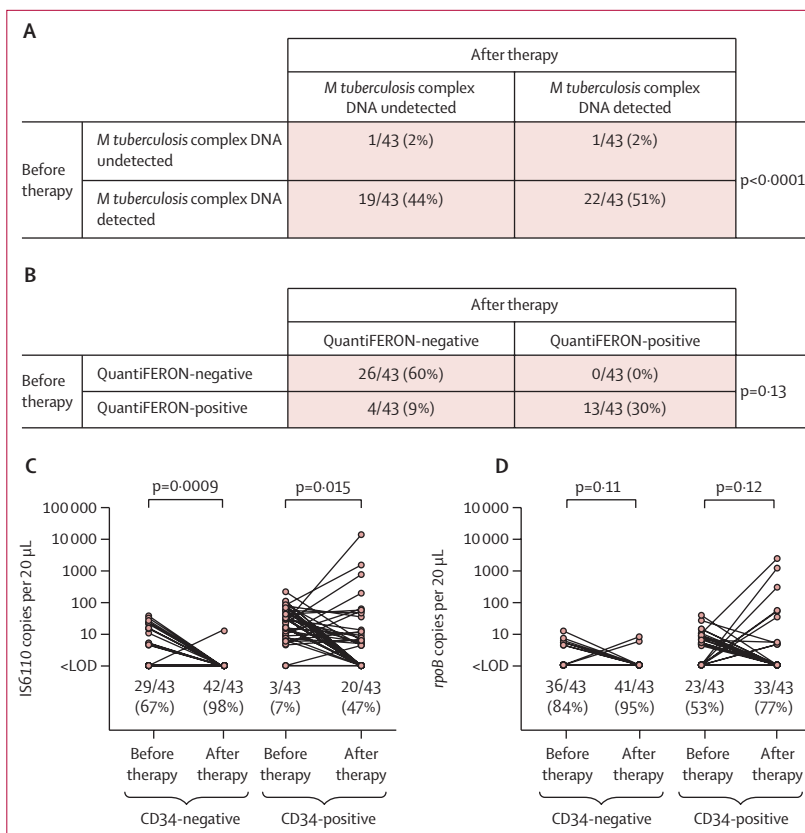 A
After therapy
M tuberculosis complex
DNA undetected
M tuberculosis complex
DNA detected
Before
therapy
M tuberculosis complex DNA
undetected
1/43 (2%)
1/43 (2%)
p<0·0001
M tuberculosis complex DNA
detected
19/43 (44%)
22/43 (51%)
B
After therapy
QuantiFERON-negative
QuantiFERON-positive
Before
therapy
QuantiFERON-negative
26/43 (60%)
0/43 (0%)
p=0·13
QuantiFERON-positive
4/43 (9%)
13/43 (30%)
C
p=0·0009
p=0·015
IS6110 copies per 20 µL
100 000
10 000
1000
100
10
<LOD
29/43
(67%)
42/43
(98%)
3/43
(7%)
20/43
(47%)
Before
therapy
After
therapy
Before
therapy
After
therapy
CD34-negative
CD34-positive
D
p=0·11
p=0·12
rpoB copies per 20 µL
10 000
10 000
1000
100
10
<LOD
36/43
(84%)
41/43
(95%)
23/43
(53%)
33/43
(77%)
Before
therapy
After
therapy
Before
therapy
After
therapy
CD34-negative
CD34-positive